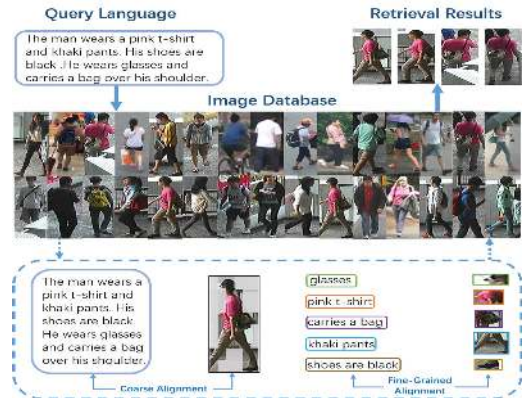 Query Language
Retrieval Results
The man wears a pink t-shirt
and khaki pants. His shoes are
black .He wears glasses and
carries a bag over his shoulder.
Image Database
The man wears a
pink t-shirt and
khaki pants. His
shoes are black.
He wears glasses
and carries a bag
over his shoulder.
glasses
pink t-shirt
carries a bag
khaki pants
shoes are black
Coarse Alignment
Fine-Grained
Alignment